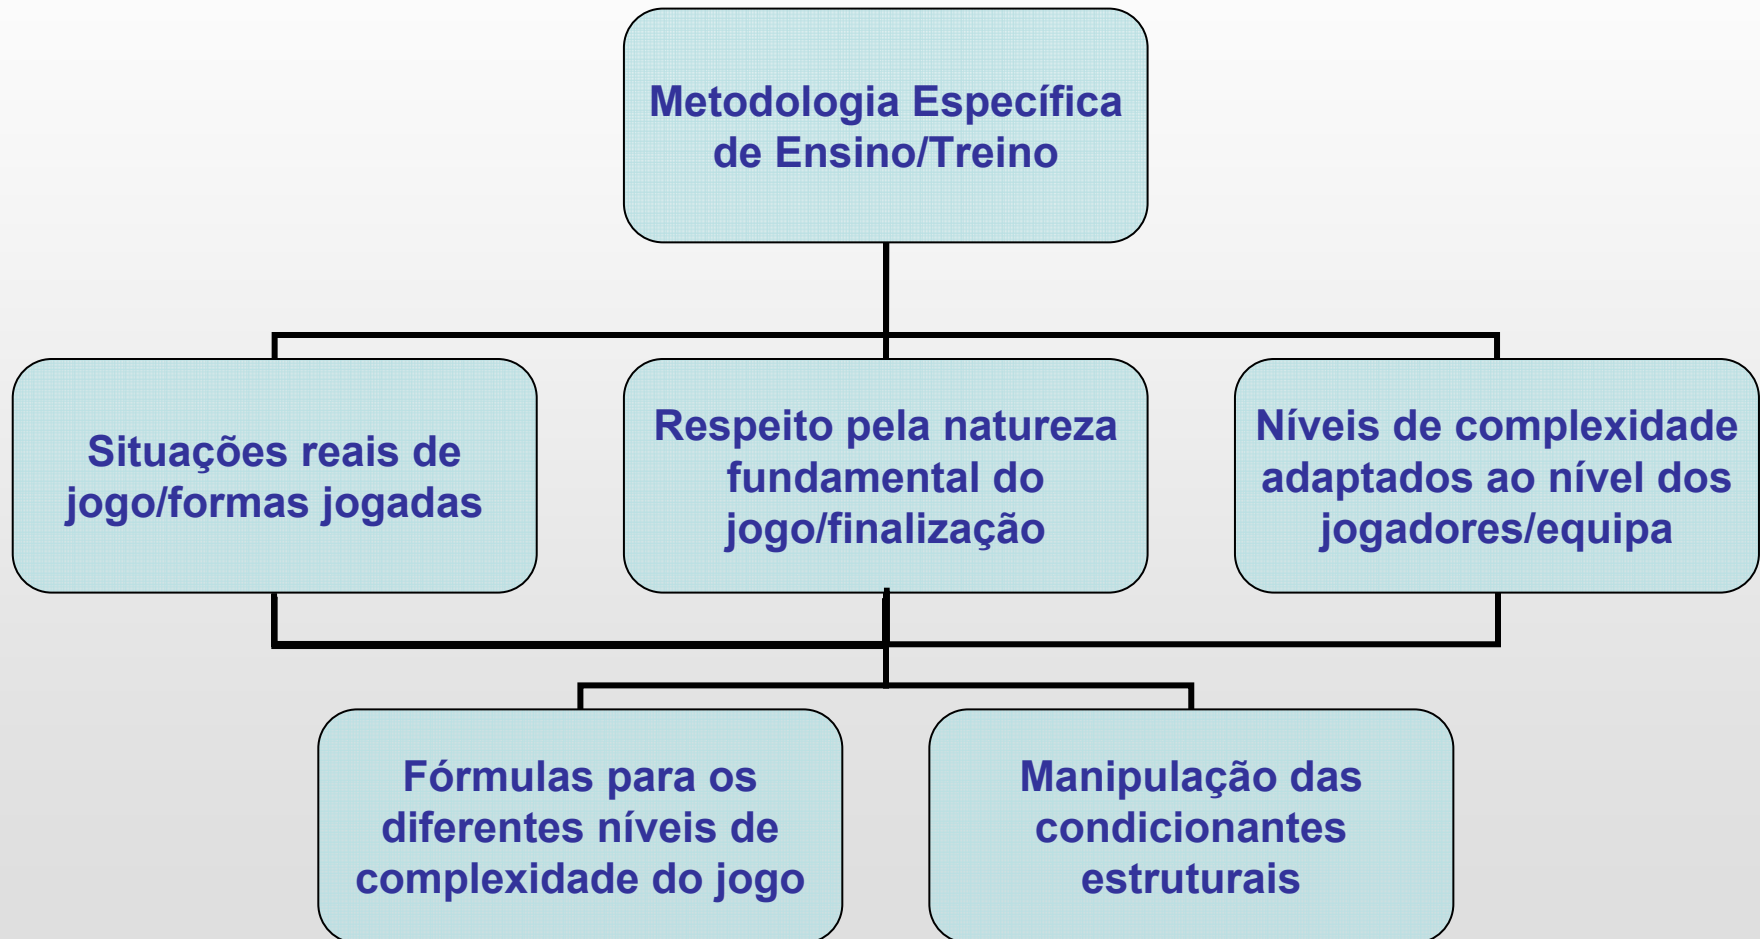 Metodologia Específica
de Ensino/Treino
Situações reais de
jogo/formas jogadas
Respeito pela natureza
fundamental do
jogo/finalização
Níveis de complexidade
adaptados ao nível dos
jogadores/equipa
Fórmulas para os
diferentes níveis de
complexidade do jogo
Manipulação das
condicionantes
estruturais